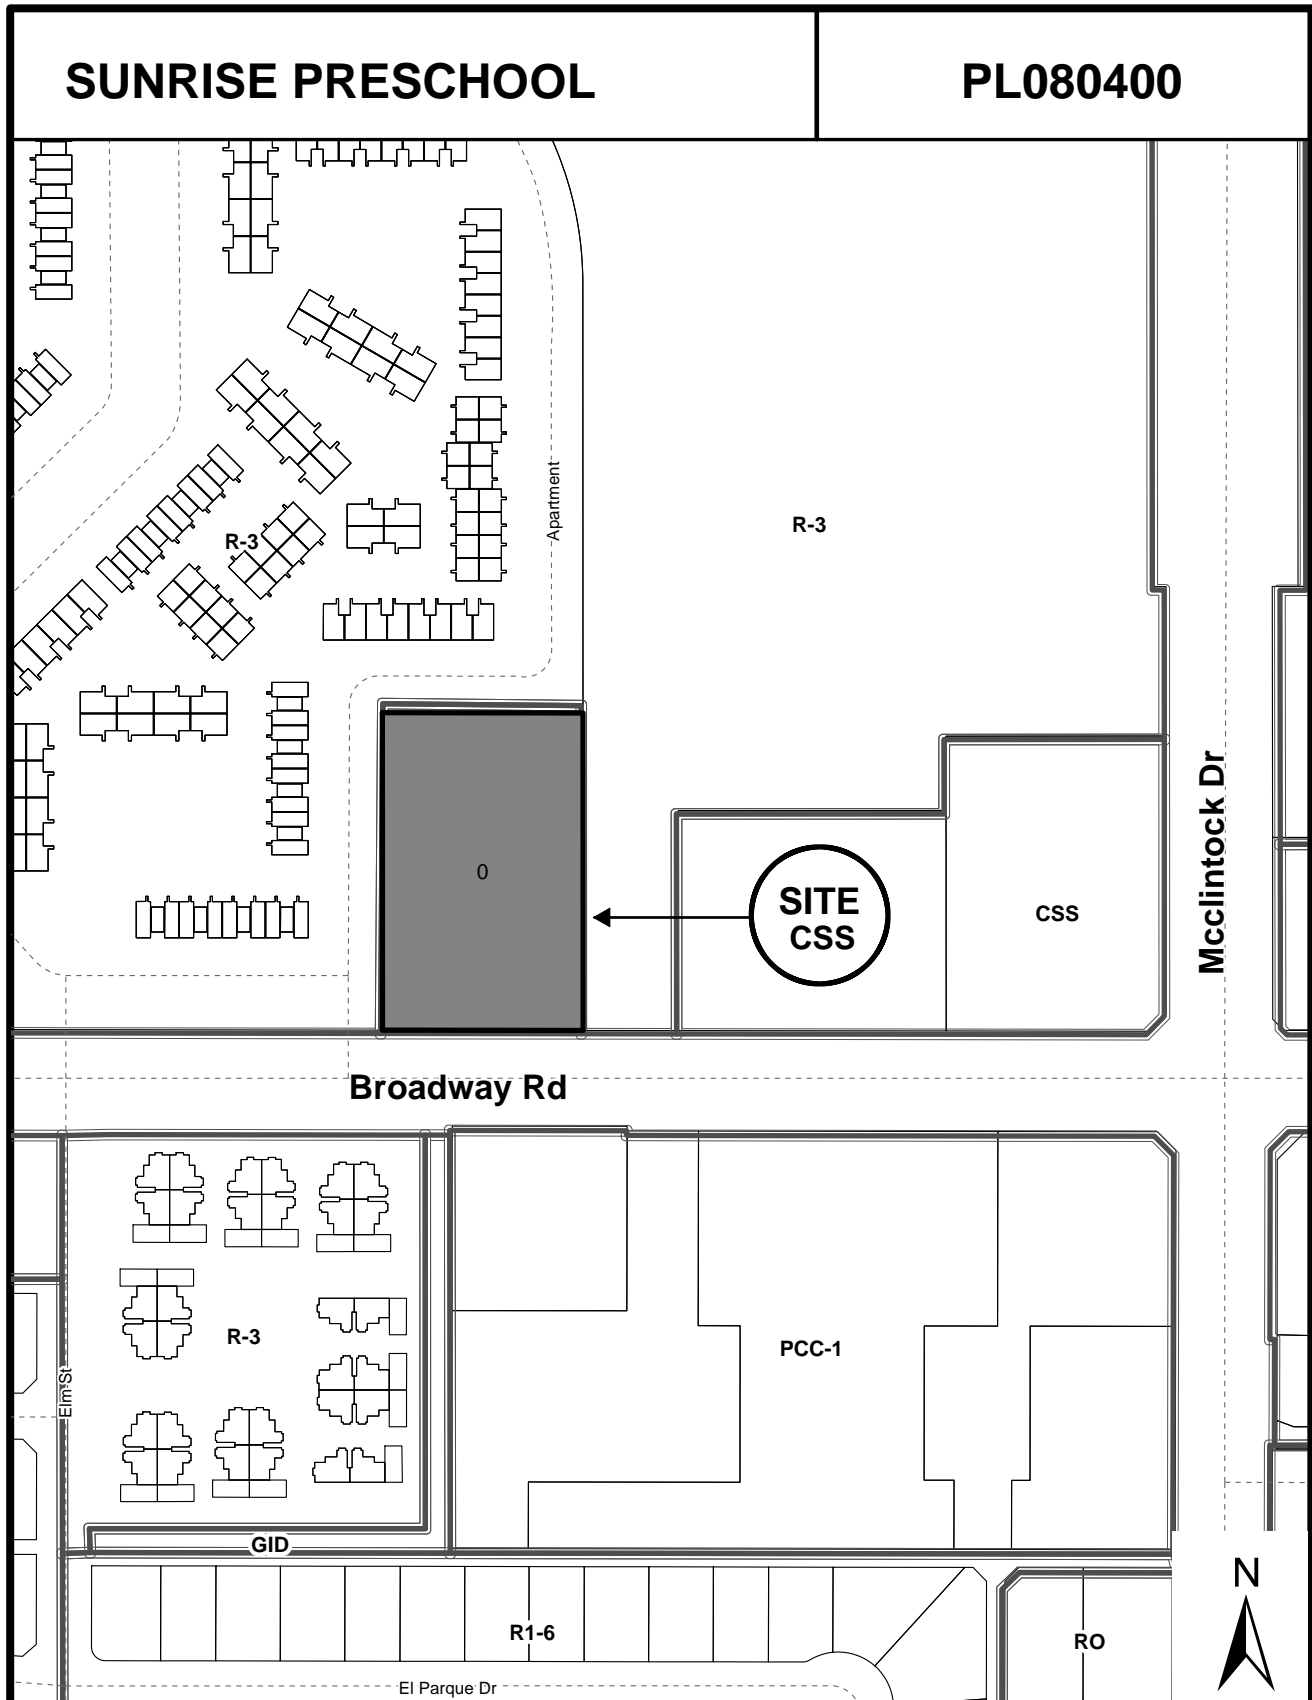 SUNRISE PRESCHOOL
PL080400
Apartment
R-3
R-3
Mcclintock Dr
0
SITE
CSS
CSS
Broadway Rd
R-3
PCC-1
Elm St
GID
N
R1-6
RO
El Parque Dr